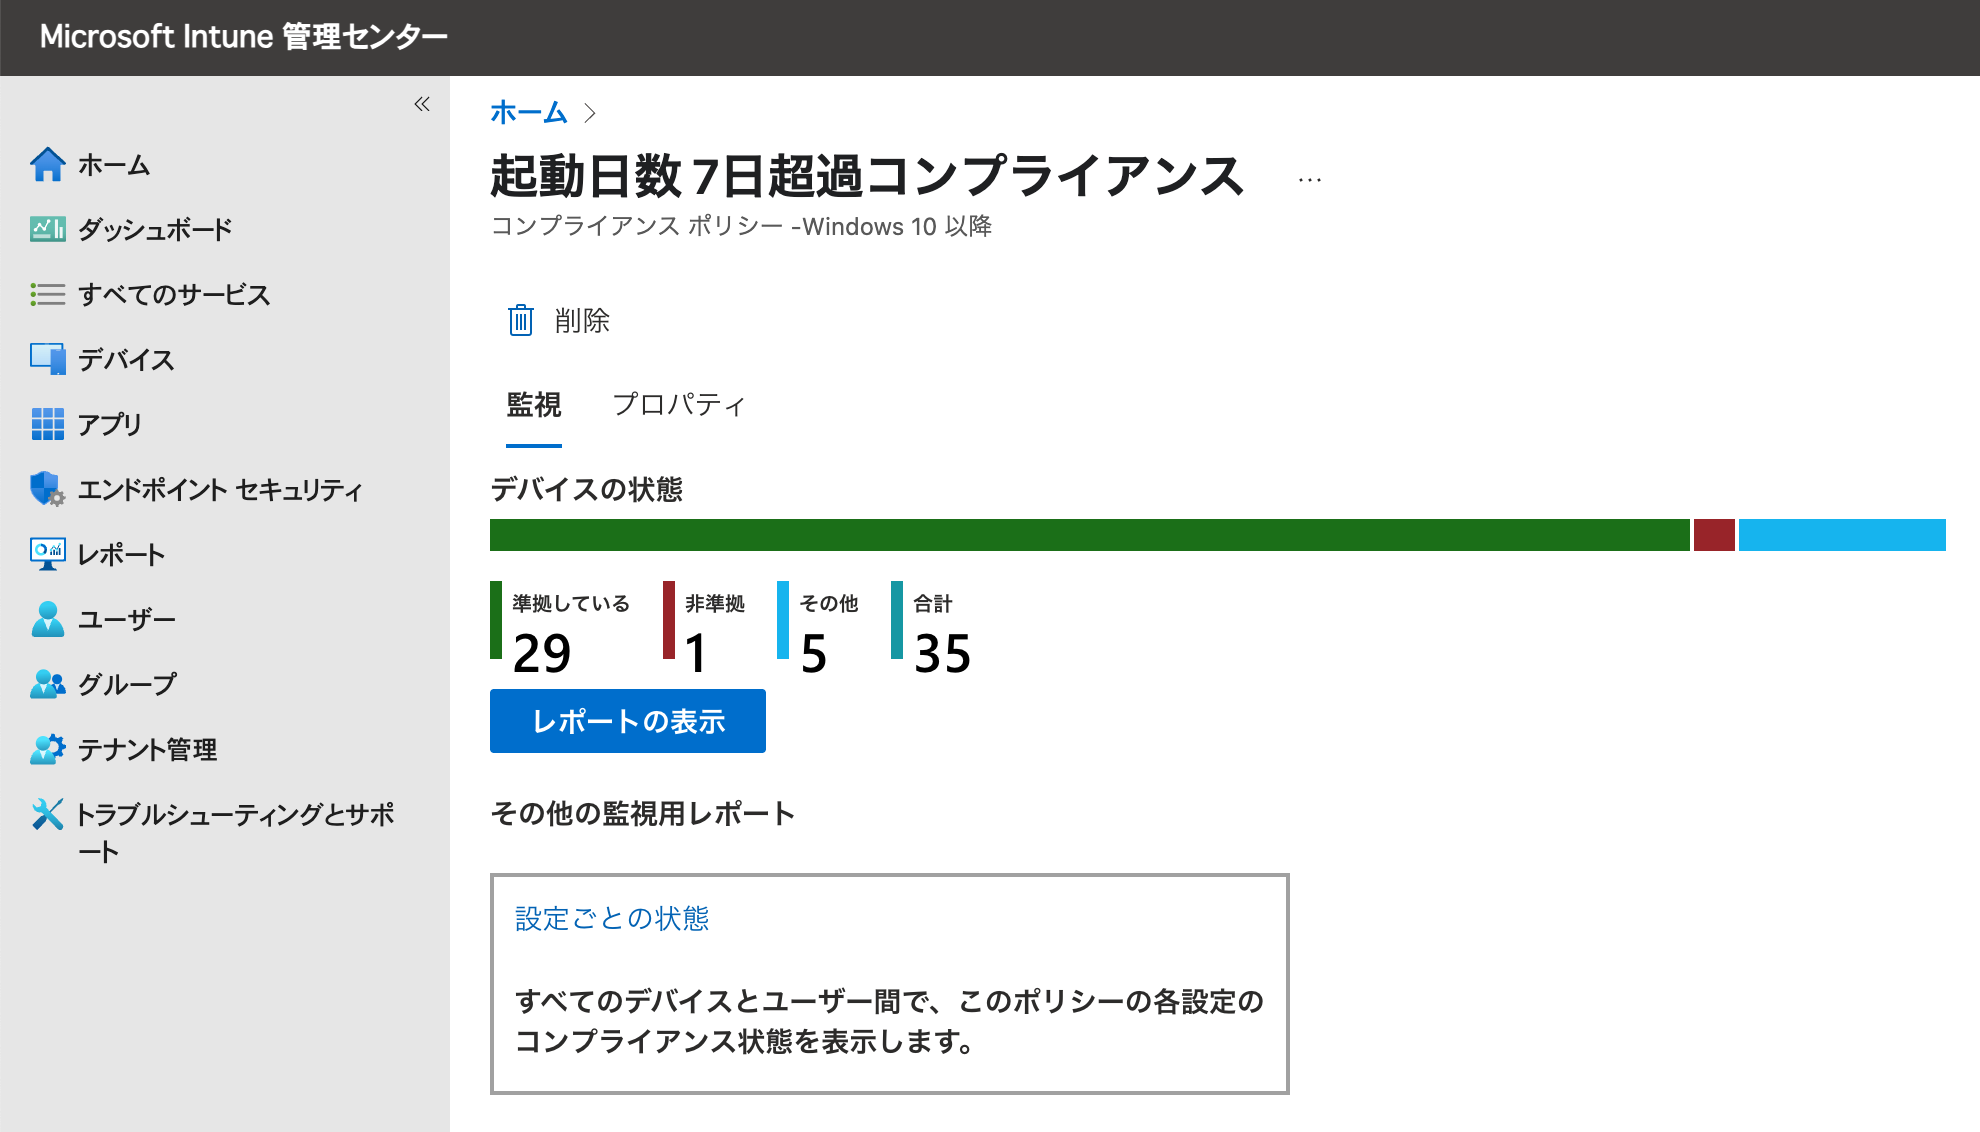 Microsoft Intune 管理センター
«
ホーム
ダッシュボード
すべてのサービス
デバイス
アプリ
エンドポイント セキュリティ
レポート
ユーザー
グループ
テナント管理
トラブルシューティングとサポ
ート
ホーム >
起動日数 7日超過コンプライアンス ...
コンプライアンス ポリシー -Windows 10 以降
削除
監視 プロパティ
デバイスの状態
準拠している 非準拠 その他 合計
29 1 5 35
レポートの表示
その他の監視用レポート
設定ごとの状態
すべてのデバイスとユーザー間で、このポリシーの各設定の
コンプライアンス状態を表示します。